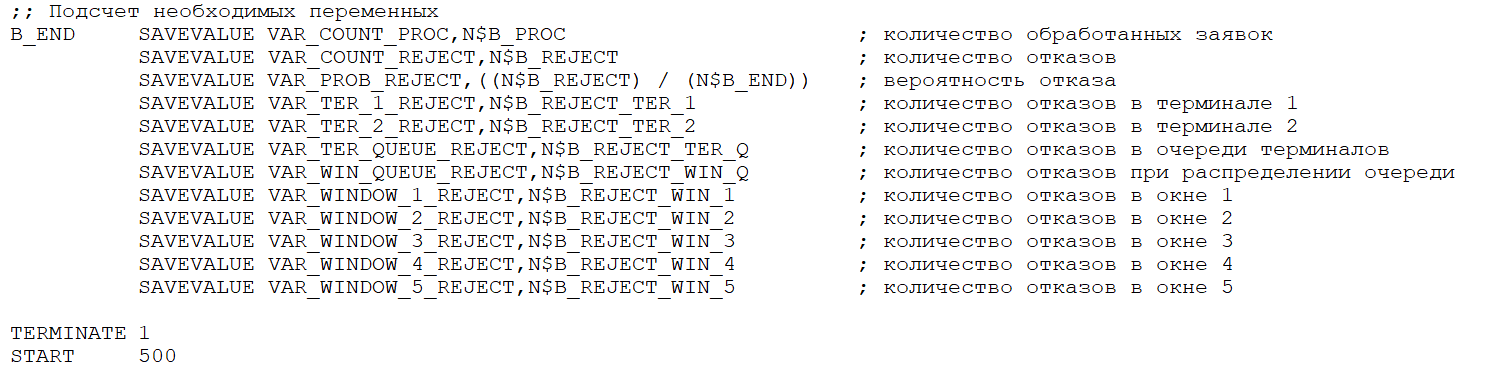 ;; Подсчет необходимых переменных
B_END SAVEVALUE VAR_COUNT_PROC,N$B_PROC ; количество обработанных заявок
SAVEVALUE VAR_COUNT_REJECT,N$B_REJECT ; количество отказов
SAVEVALUE VAR_PROB_REJECT,((N$B_REJECT) / (N$B_END)) ; вероятность отказа
SAVEVALUE VAR_TER_1_REJECT,N$B_REJECT_TER_1 ; количество отказов в терминале 1
SAVEVALUE VAR_TER_2_REJECT,N$B_REJECT_TER_2 ; количество отказов в терминале 2
SAVEVALUE VAR_TER_QUEUE_REJECT,N$B_REJECT_TER_Q ; количество отказов в очереди терминалов
SAVEVALUE VAR_WIN_QUEUE_REJECT,N$B_REJECT_WIN_Q ; количество отказов при распределении очереди
SAVEVALUE VAR_WINDOW_1_REJECT,N$B_REJECT_WIN_1 ; количество отказов в окне 1
SAVEVALUE VAR_WINDOW_2_REJECT,N$B_REJECT_WIN_2 ; количество отказов в окне 2
SAVEVALUE VAR_WINDOW_3_REJECT,N$B_REJECT_WIN_3 ; количество отказов в окне 3
SAVEVALUE VAR_WINDOW_4_REJECT,N$B_REJECT_WIN_4 ; количество отказов в окне 4
SAVEVALUE VAR_WINDOW_5_REJECT,N$B_REJECT_WIN_5 ; количество отказов в окне 5
TERMINATE 1
START 500